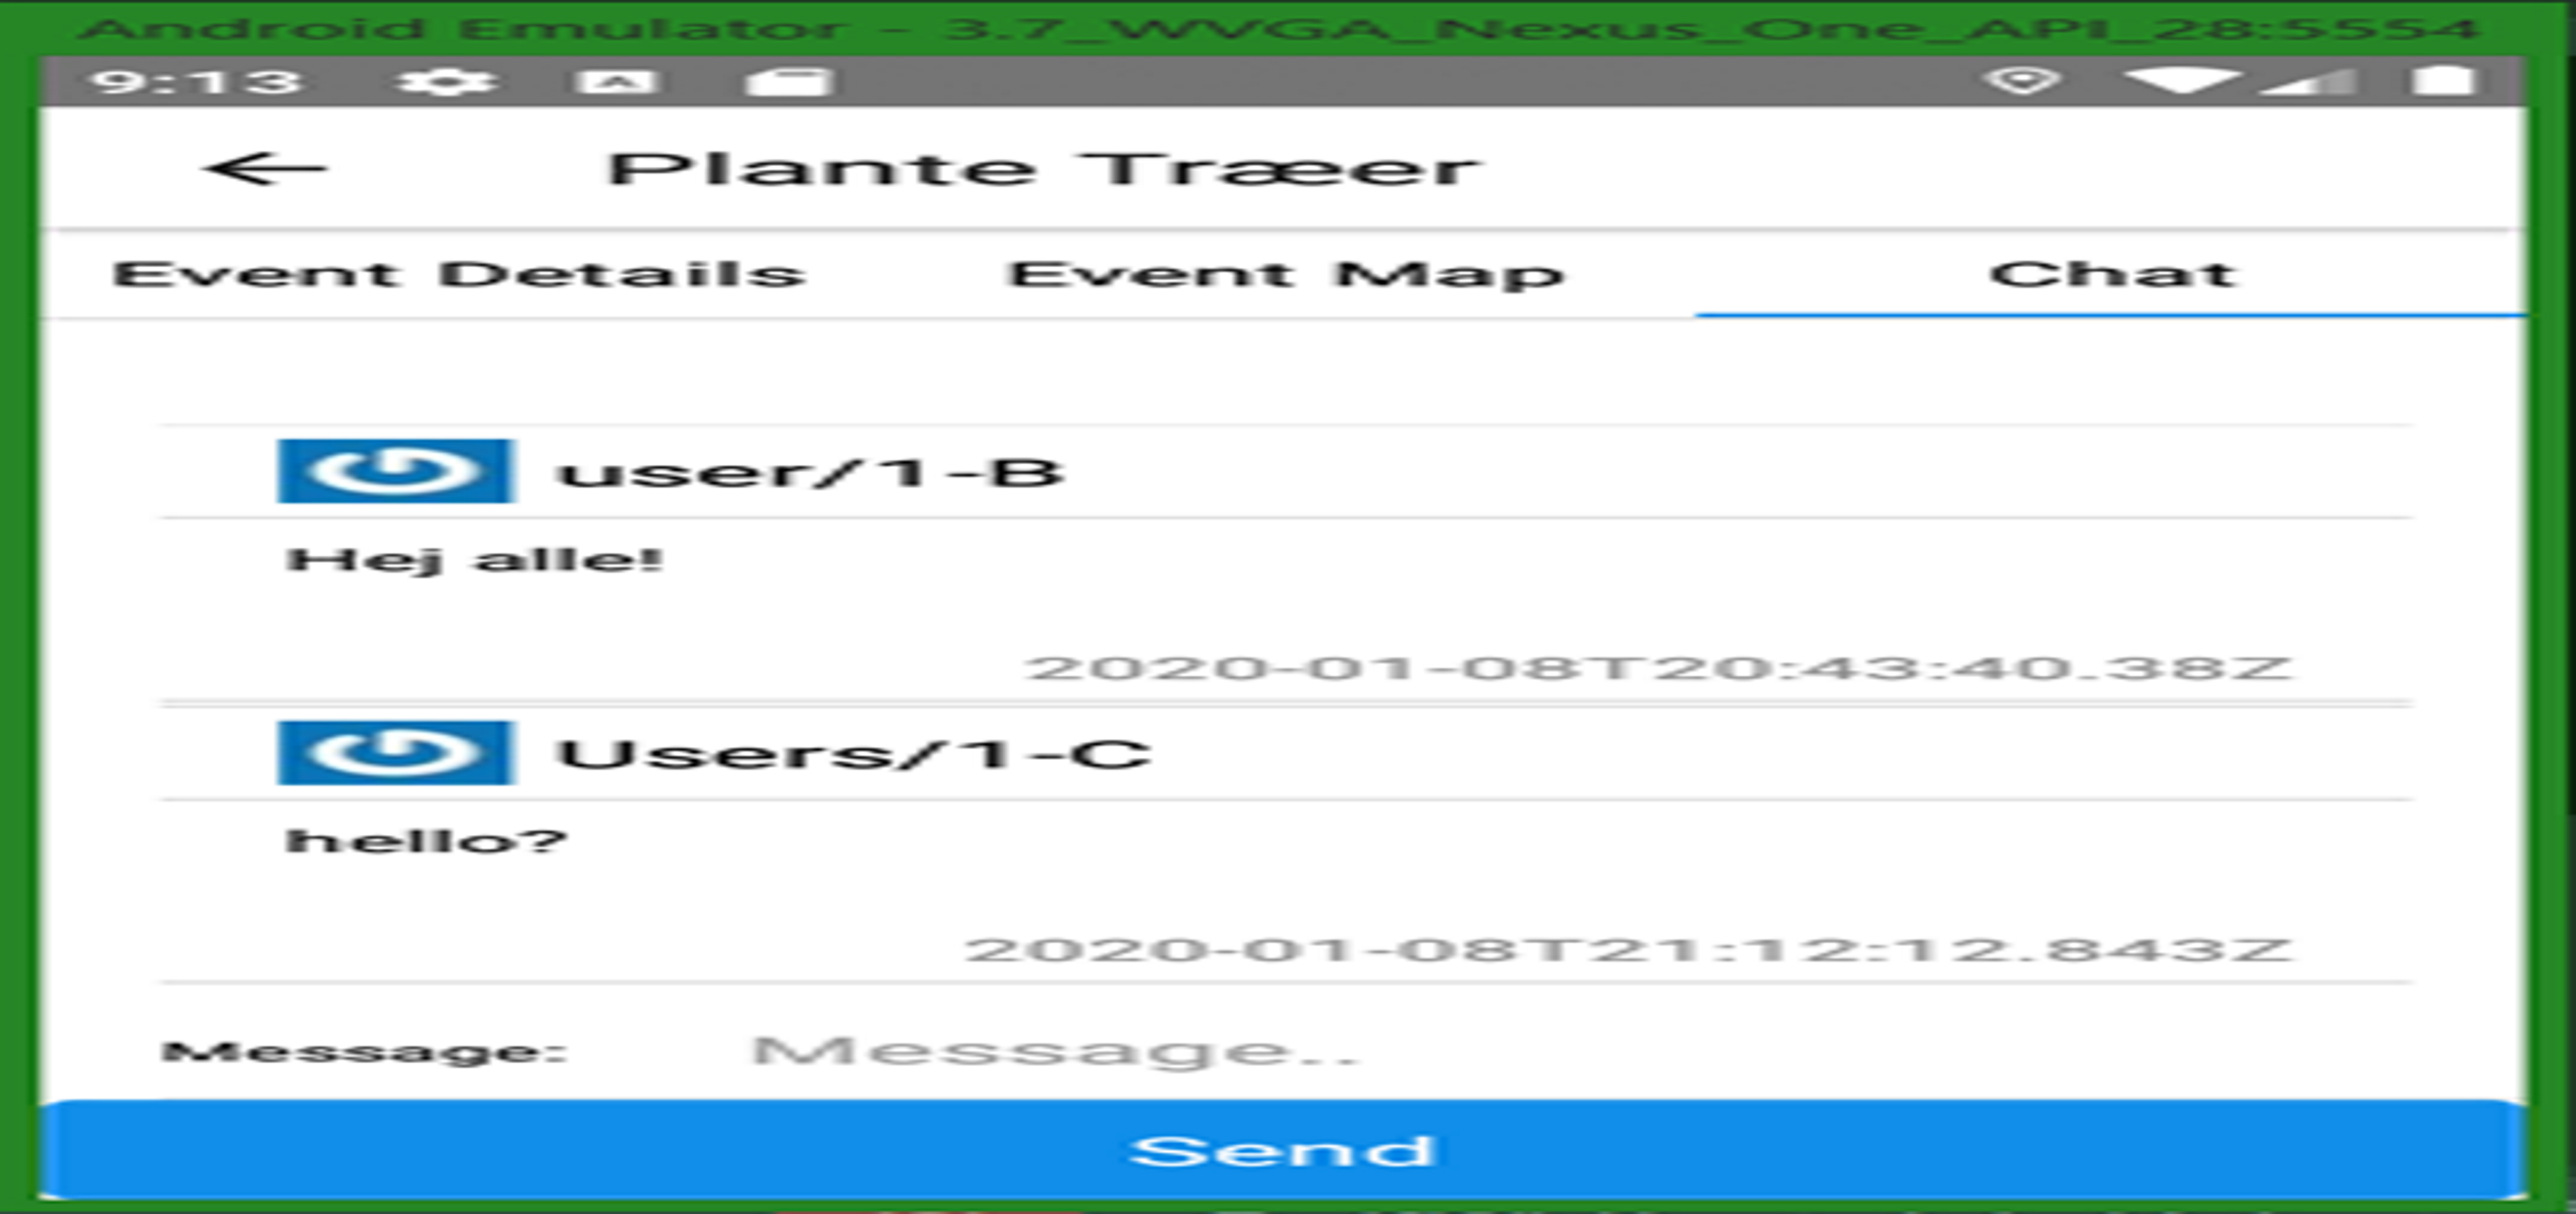 Android Emulator - 3.7_WVGA_Nexus_One_API_28:5554
9:13
Plante Træer
Event Details Event Map Chat
user/1-B
Hej alle!
2020-01-08T20:43:40.38Z
Users/1-C
hello?
2020-01-08T21:12:12.843Z
Message: Message..
Send